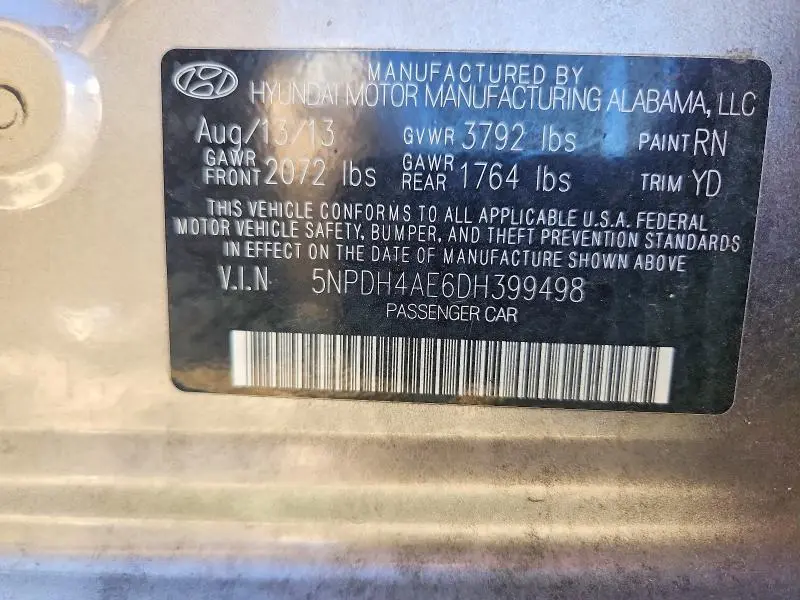 MANUFACTURED BY
HYUNDAI MOTOR MANUFACTURING ALABAMA, LLC
Aug/13/13 GVWR 3792 lbs PAINT RN
GAWR FRONT 2072 lbs GAWR REAR 1764 lbs TRIM YD
THIS VEHICLE CONFORMS TO ALL APPLICABLE U.S.A. FEDERAL
MOTOR VEHICLE SAFETY, BUMPER, AND THEFT PREVENTION STANDARDS
IN EFFECT ON THE DATE OF MANUFACTURE SHOWN ABOVE
V.I.N 5NPDH4AE6DH399498
PASSENGER CAR